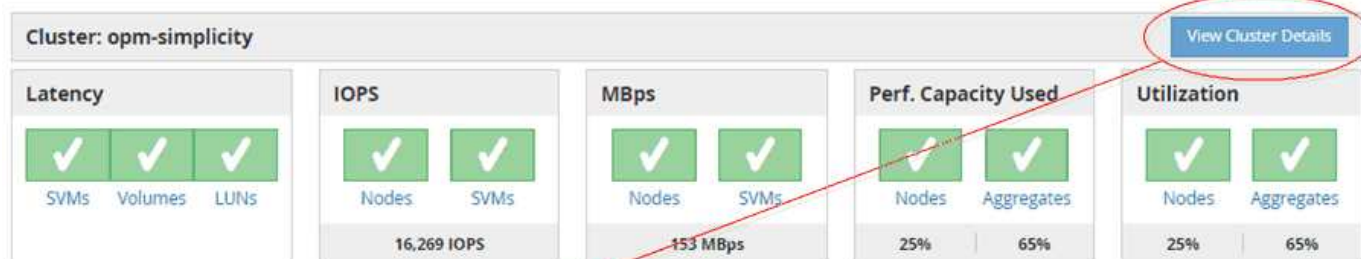 Cluster: opm-simplicity View Cluster Details
Latency IOPS MBps Perf. Capacity Used Utilization
SVMs Volumes LUNs Nodes SVMs Nodes SVMs Nodes Aggregates Nodes Aggregates
16,269 IOPS 153 MBps 25% 65% 25% 65%